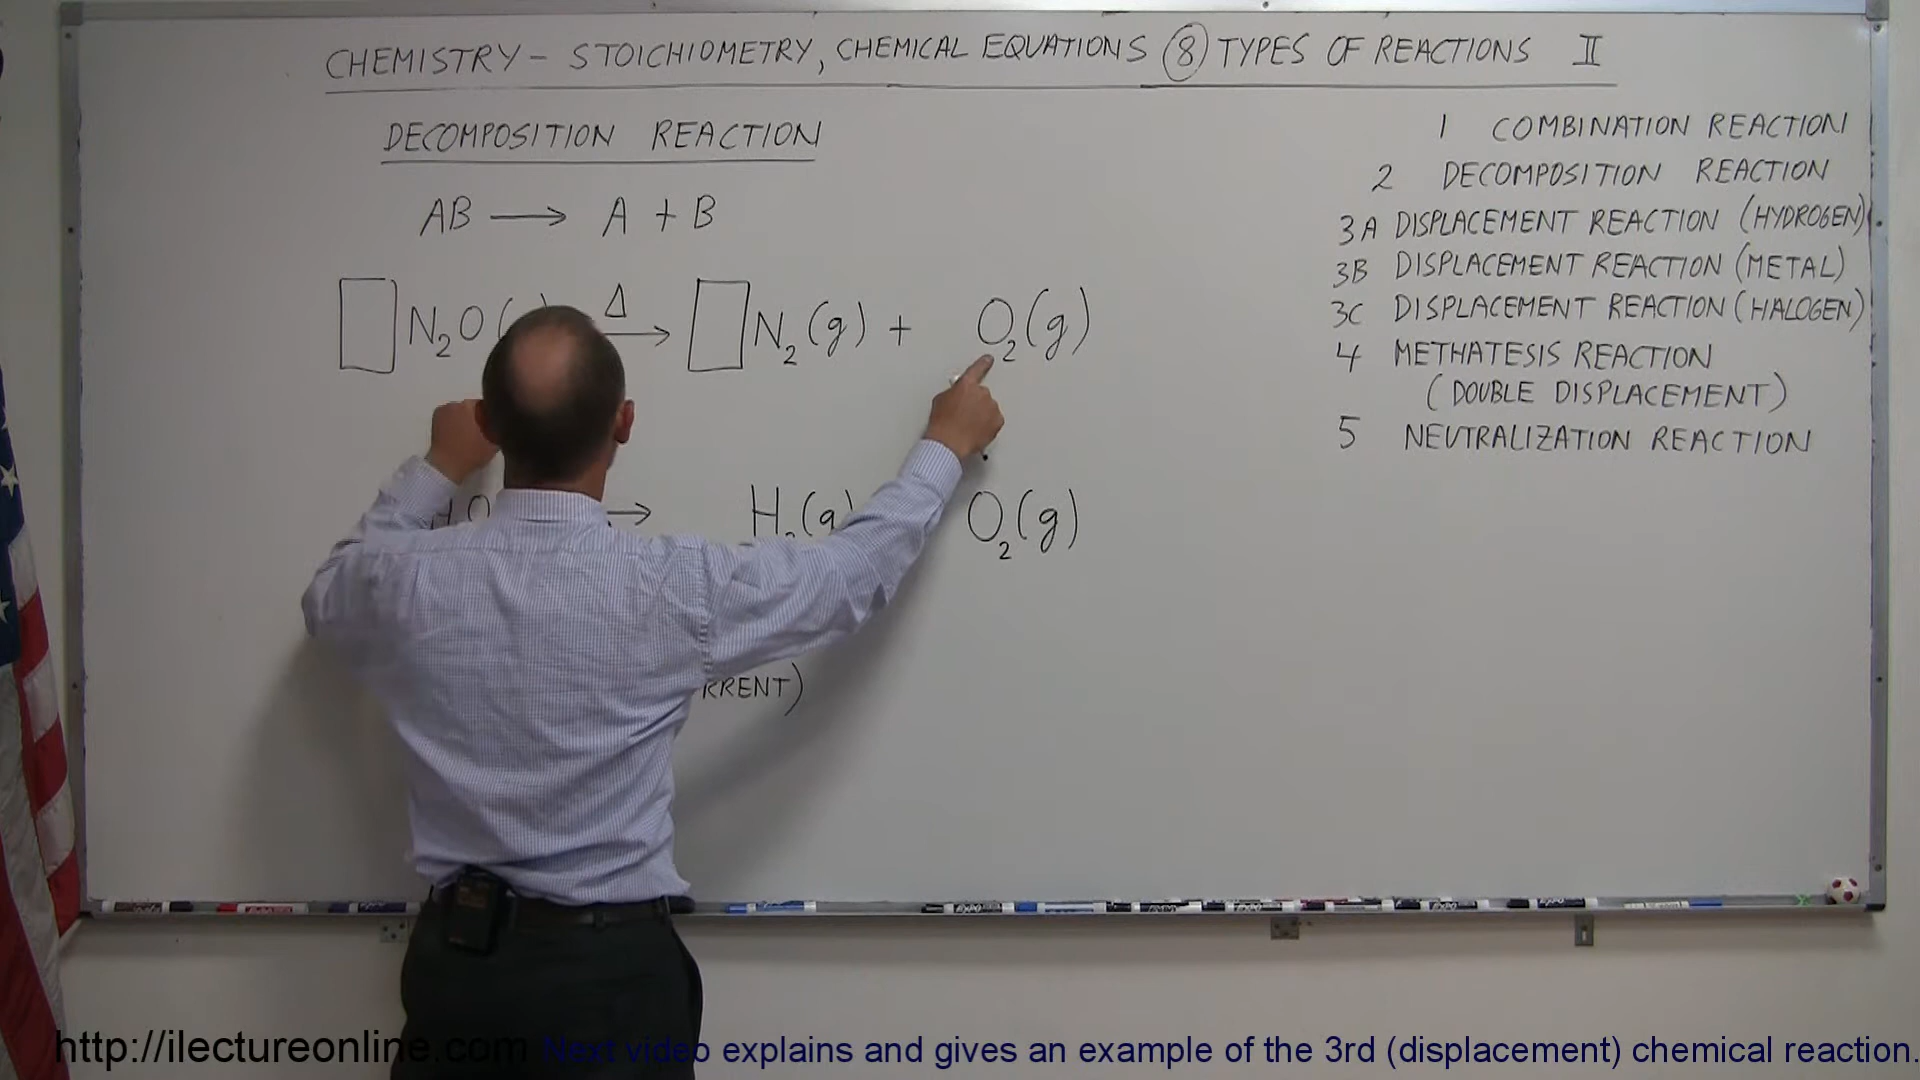 CHEMISTRY – STOICHIOMETRY, CHEMICAL EQUATIONS 8 TYPES OF REACTIONS II
DECOMPOSITION REACTION
AB ⟶ A + B
N₂O( Δ → N₂(g) + O₂(g)
→ H₂(g) O₂(g)
1 COMBINATION REACTION
2 DECOMPOSITION REACTION
3A DISPLACEMENT REACTION (HYDROGEN)
3B DISPLACEMENT REACTION (METAL)
3C DISPLACEMENT REACTION (HALOGEN)
4 METHATESIS REACTION
(DOUBLE DISPLACEMENT)
5 NEUTRALIZATION REACTION
http://ilectureonline.com Next video explains and gives an example of the 3rd (displacement) chemical reaction.